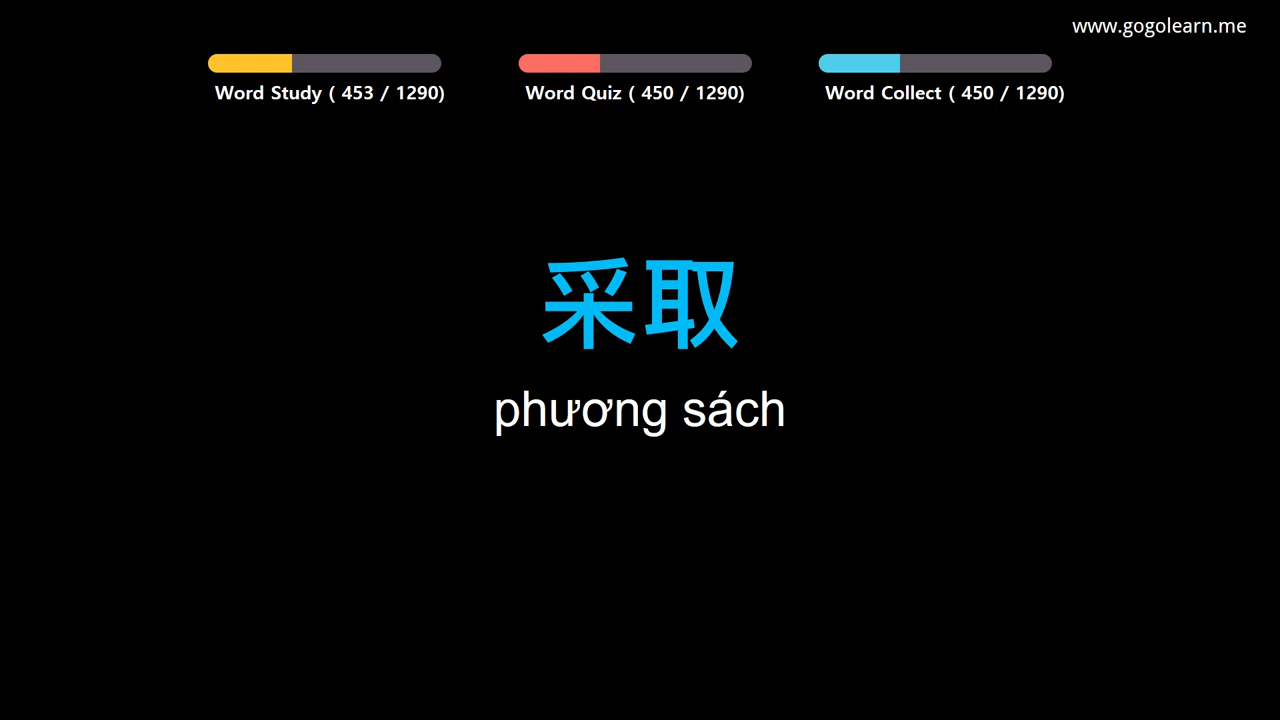 www.gogolearn.me
Word Study ( 453 / 1290)
Word Quiz ( 450 / 1290)
Word Collect ( 450 / 1290)
采取
phương sách